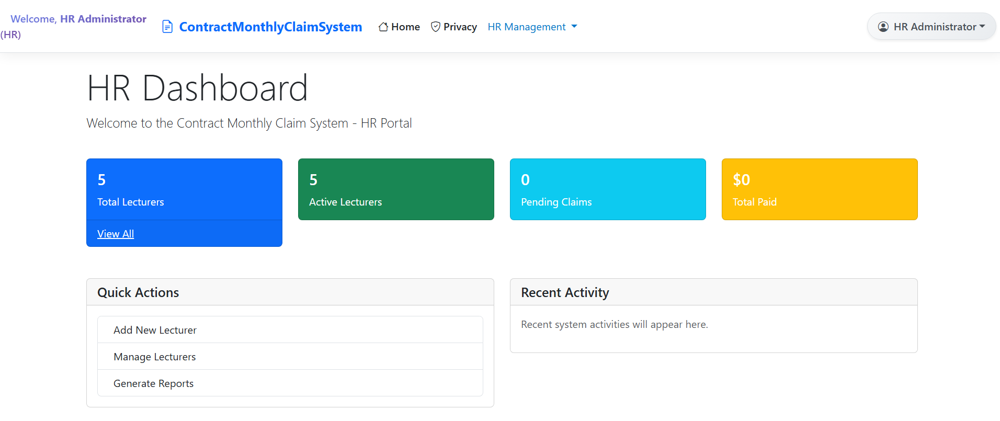 Welcome, HR Administrator
(HR)
ContractMonthlyClaimSystem
Home
Privacy
HR Management
HR Administrator
HR Dashboard
Welcome to the Contract Monthly Claim System - HR Portal
5
Total Lecturers
View All
5
Active Lecturers
0
Pending Claims
$0
Total Paid
Quick Actions
Add New Lecturer
Manage Lecturers
Generate Reports
Recent Activity
Recent system activities will appear here.